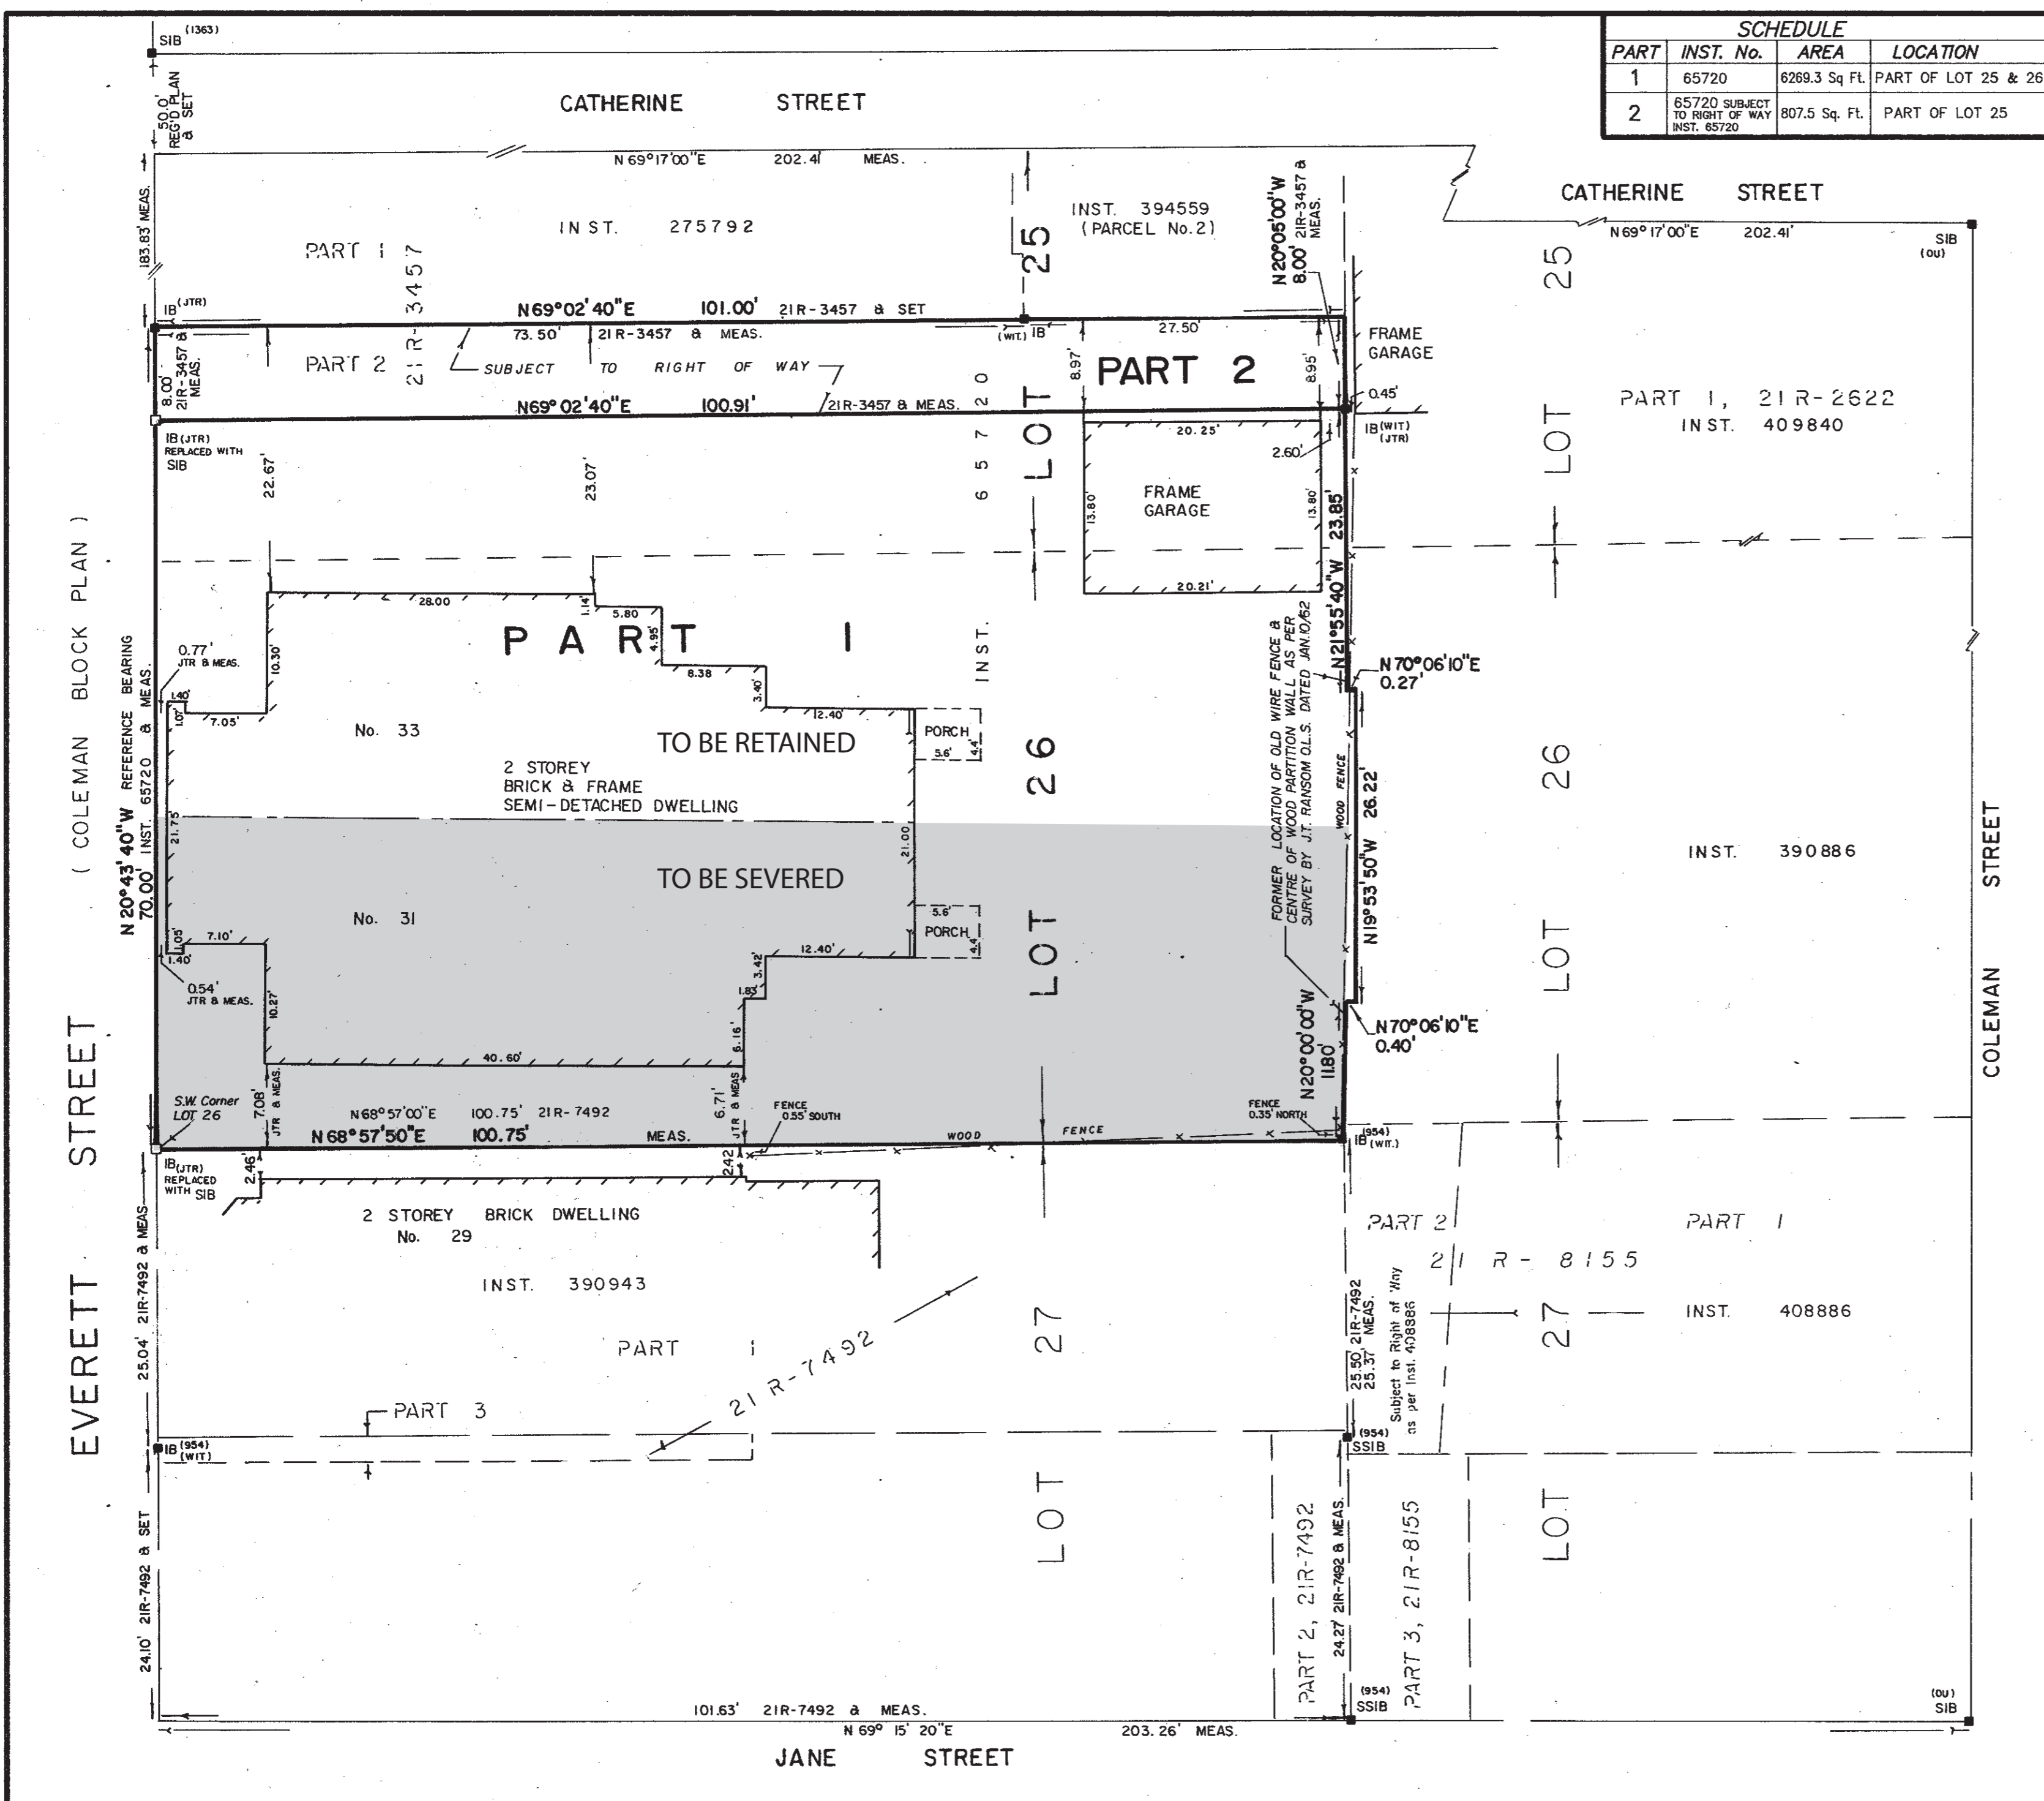 SCHEDULE
PART INST. No. AREA LOCATION
1 65720 6269.3 Sq Ft. PART OF LOT 25 & 26
2 65720 SUBJECT TO RIGHT OF WAY INST. 65720 807.5 Sq. Ft. PART OF LOT 25
SIB (1363)
50.0' REG'D PLAN & SET
CATHERINE STREET
N 69°17'00"E 202.41' MEAS.
CATHERINE STREET
N 69°17'00"E 202.41'
SIB (OU)
183.83' MEAS.
INST. 275792
INST. 394559
(PARCEL No.2)
PART 1
21R-3457
LOT 25
N20°05'00"W
8.00' 21R-3457 & MEAS.
LOT 25
IB (JTR)
N69°02'40"E 101.00' 21R-3457 & SET
73.50' 21R-3457 & MEAS.
(WIT.) IB
27.50'
FRAME GARAGE
8.00' 21R-3457 & MEAS.
PART 2
SUBJECT TO RIGHT OF WAY
8.97'
PART 2
8.95'
0.45'
N69°02'40"E 100.91' 21R-3457 & MEAS.
IB (WIT) (JTR)
PART 1, 21R-2622
INST. 409840
IB (JTR)
REPLACED WITH
SIB
22.67'
23.07'
INST. 65720
20.25'
2.60'
13.80'
FRAME GARAGE
13.80'
20.21'
N21°55'40"W 23.85'
N70°06'10"E
0.27'
( COLEMAN BLOCK PLAN )
N20°43'40"W REFERENCE BEARING
70.00' INST. 65720 & MEAS.
28.00
1.14'
5.80
4.95'
8.38
3.40'
12.40'
10.30'
0.77'
JTR & MEAS.
1.40'
1.07'
7.05'
PART 1
No. 33
TO BE RETAINED
2 STOREY
BRICK & FRAME
SEMI-DETACHED DWELLING
PORCH
5.6'
4.4'
LOT 26
FORMER LOCATION OF OLD WIRE FENCE &
CENTRE OF WOOD PARTITION WALL AS PER
SURVEY BY J.T. RANSOM O.L.S. DATED JAN.10/62
WOOD FENCE
N19°53'50"W 26.22'
LOT 26
INST. 390886
COLEMAN STREET
21.75'
21.00
TO BE SEVERED
No. 31
5.6'
PORCH
4.4'
12.40'
3.42'
1.83'
6.16'
1.05'
7.10'
1.40'
0.54'
JTR & MEAS.
10.27'
40.60'
N20°00'00"W
11.80'
N70°06'10"E
0.40'
S.W. Corner
LOT 26
7.08'
JTR & MEAS.
6.71'
JTR & MEAS
N68°57'00"E 100.75' 21R-7492
N68°57'50"E 100.75' MEAS.
FENCE
0.55' SOUTH
WOOD FENCE
FENCE
0.35' NORTH
IB (954) (WIT.)
IB (JTR)
REPLACED
WITH SIB
2.46'
2.42'
EVERETT STREET
2 STOREY BRICK DWELLING
No. 29
INST. 390943
PART 1
21R-7492
PART 3
LOT 27
25.04' 21R-7492 & MEAS
PART 2
PART 1
21R-8155
LOT 27
INST. 408886
25.50' 21R-7492
25.37' MEAS.
Subject to Right of Way
as per Inst. 408886
IB (954) (WIT)
(954)
SSIB
24.10' 21R-7492 & SET
PART 2, 21R-7492
24.27' 21R-7492 & MEAS.
PART 3, 21R-8155
LOT
LOT
(954)
SSIB
(OU)
SIB
101.63' 21R-7492 & MEAS.
N 69° 15' 20"E 203.26' MEAS.
JANE STREET